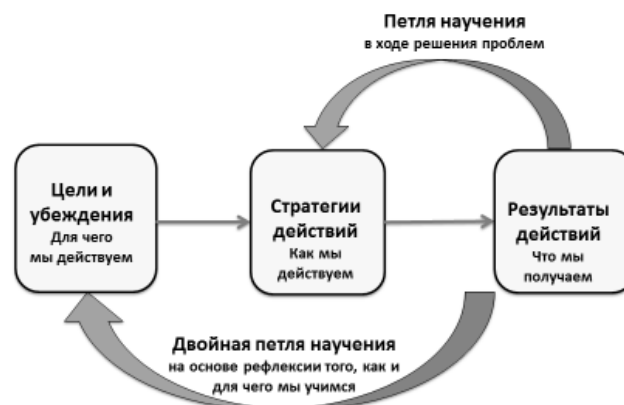 Петля научения
в ходе решения проблем
Цели и
убеждения
Для чего
мы действуем
Стратегии
действий
Как мы
действуем
Результаты
действий
Что мы
получаем
Двойная петля научения
на основе рефлексии того, как и
для чего мы учимся